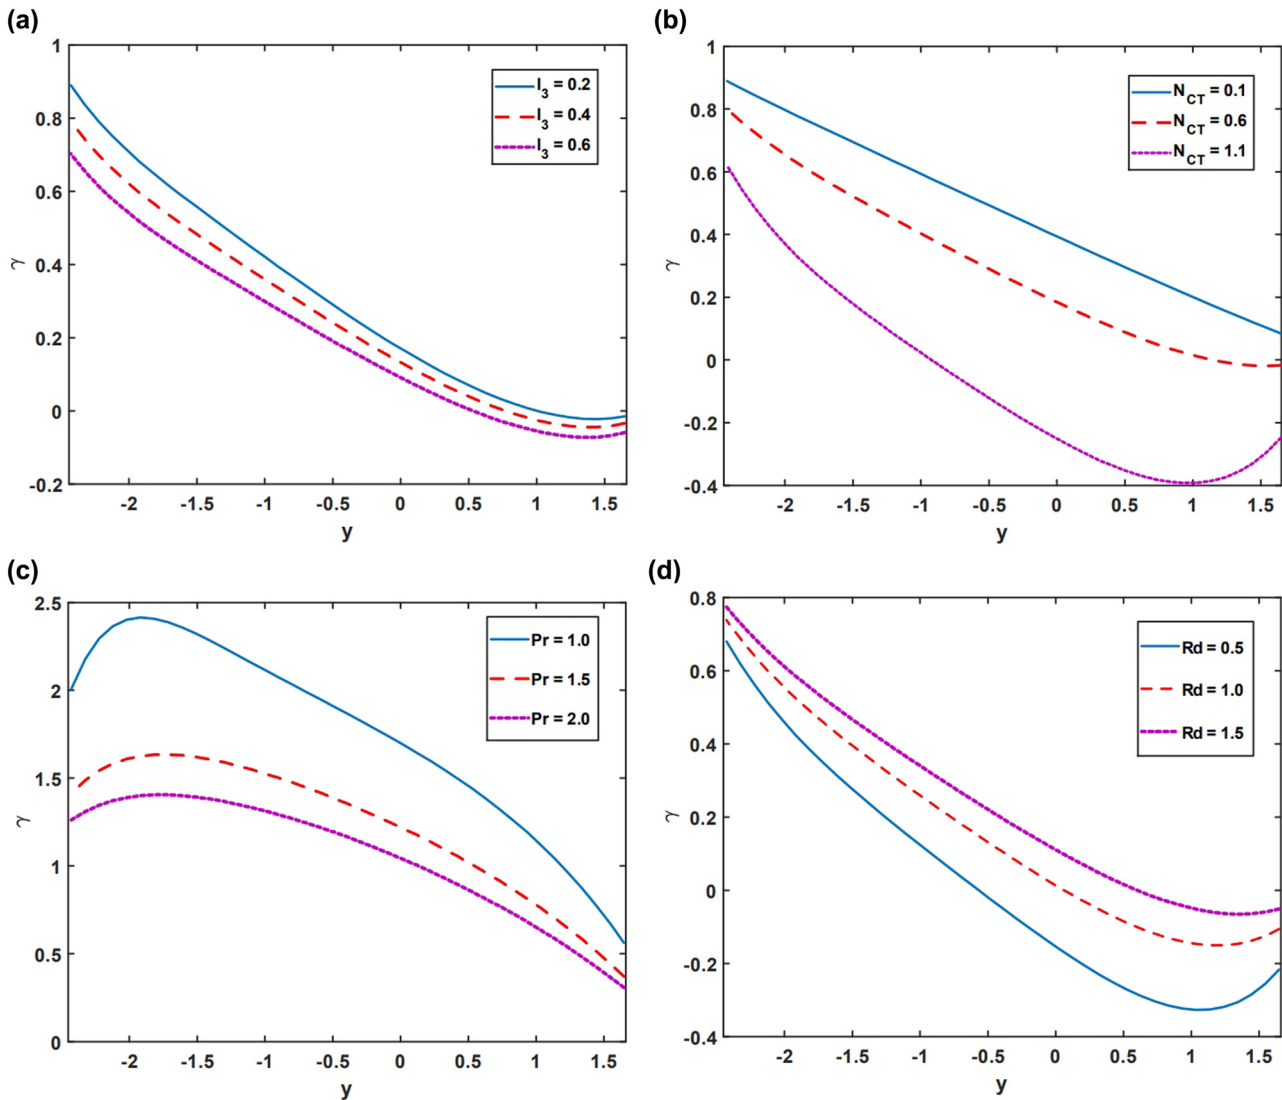 (a)
1
0.8
0.6
0.4
0.2
0
-0.2
γ
-2 -1.5 -1 -0.5 0 0.5 1 1.5
y
l3 = 0.2
l3 = 0.4
l3 = 0.6
(b)
1
0.8
0.6
0.4
0.2
0
-0.2
-0.4
γ
-2 -1.5 -1 -0.5 0 0.5 1 1.5
y
NCT = 0.1
NCT = 0.6
NCT = 1.1
(c)
2.5
2
1.5
1
0.5
0
γ
-2 -1.5 -1 -0.5 0 0.5 1 1.5
y
Pr = 1.0
Pr = 1.5
Pr = 2.0
(d)
0.8
0.6
0.4
0.2
0
-0.2
-0.4
γ
-2 -1.5 -1 -0.5 0 0.5 1 1.5
y
Rd = 0.5
Rd = 1.0
Rd = 1.5